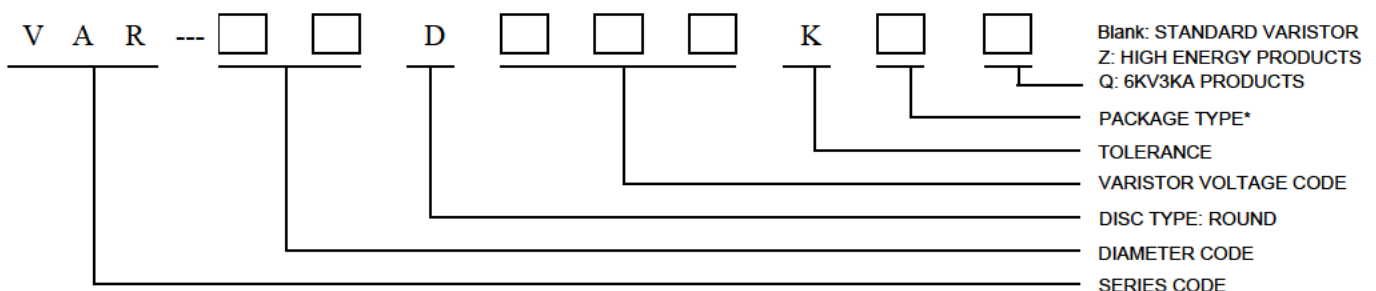 V A R --- D K
Blank: STANDARD VARISTOR
Z: HIGH ENERGY PRODUCTS
Q: 6KV3KA PRODUCTS
PACKAGE TYPE*
TOLERANCE
VARISTOR VOLTAGE CODE
DISC TYPE: ROUND
DIAMETER CODE
SERIES CODE